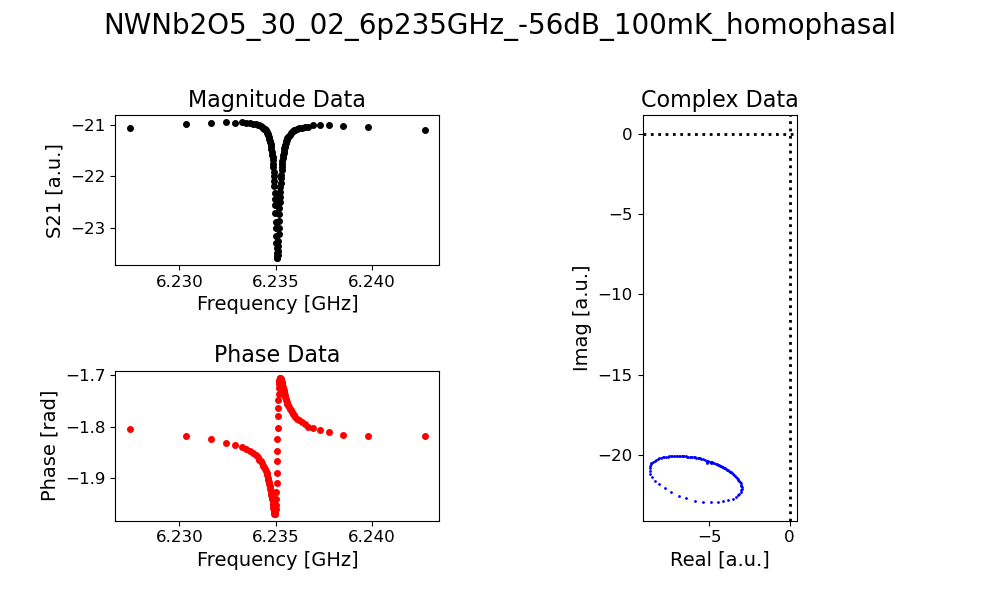 NWNb2O5_30_02_6p235GHz_-56dB_100mK_homophasal
Magnitude Data
S21 [a.u.]
−21
−22
−23
6.230 6.235 6.240
Frequency [GHz]
Phase Data
Phase [rad]
−1.7
−1.8
−1.9
6.230 6.235 6.240
Frequency [GHz]
Complex Data
Imag [a.u.]
0
−5
−10
−15
−20
−5 0
Real [a.u.]